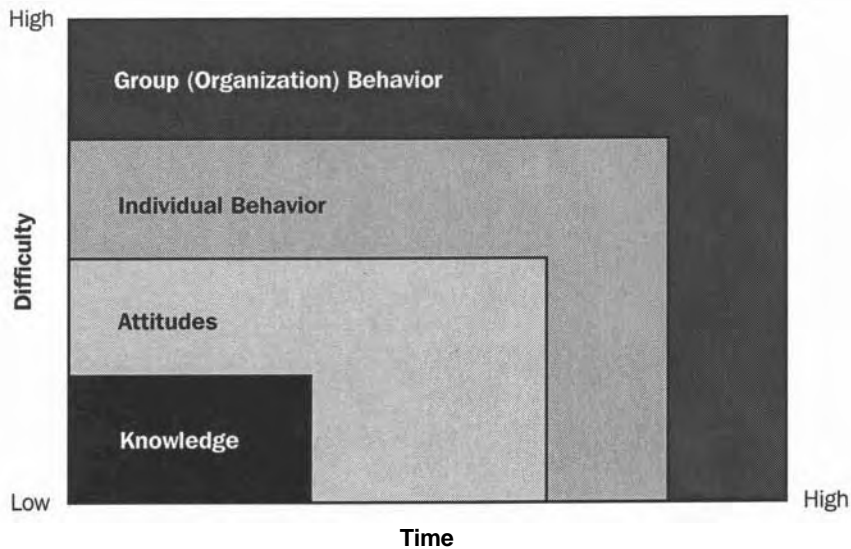 High
Group (Organization) Behavior
Individual Behavior
Difficulty
Attitudes
Knowledge
Low
High
Time